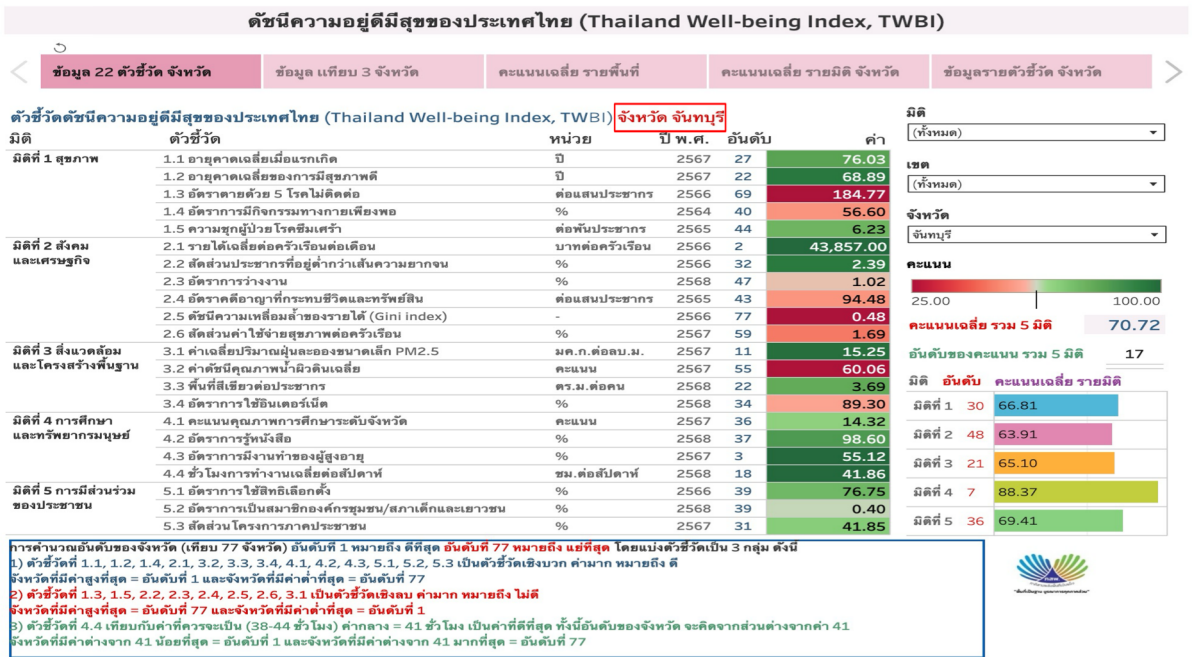 ดัชนีความอยู่ดีมีสุขของประเทศไทย (Thailand Well-being Index, TWBI)
ข้อมูล 22 ตัวชี้วัด จังหวัด ข้อมูล เทียบ 3 จังหวัด คะแนนเฉลี่ย รายพื้นที่ คะแนนเฉลี่ย รายมิติ จังหวัด ข้อมูลรายตัวชี้วัด จังหวัด
ตัวชี้วัดดัชนีความอยู่ดีมีสุขของประเทศไทย (Thailand Well-being Index, TWBI) จังหวัด จันทบุรี
มิติ ตัวชี้วัด หน่วย ปี พ.ศ. อันดับ ค่า
มิติที่ 1 สุขภาพ 1.1 อายุคาดเฉลี่ยเมื่อแรกเกิด ปี 2567 27 76.03
1.2 อายุคาดเฉลี่ยของการมีสุขภาพดี ปี 2567 22 68.89
1.3 อัตราตายด้วย 5 โรคไม่ติดต่อ ต่อแสนประชากร 2566 69 184.77
1.4 อัตราการมีกิจกรรมทางกายเพียงพอ % 2564 40 56.60
1.5 ความชุกผู้ป่วยโรคซึมเศร้า ต่อพันประชากร 2565 44 6.23
มิติที่ 2 สังคม 2.1 รายได้เฉลี่ยต่อครัวเรือนต่อเดือน บาทต่อครัวเรือน 2566 2 43,857.00
และเศรษฐกิจ 2.2 สัดส่วนประชากรที่อยู่ต่ำกว่าเส้นความยากจน % 2566 32 2.39
2.3 อัตราการว่างงาน % 2568 47 1.02
2.4 อัตราคดีอาญาที่กระทบชีวิตและทรัพย์สิน ต่อแสนประชากร 2565 43 94.48
2.5 ดัชนีความเหลื่อมล้ำของรายได้ (Gini index) - 2566 77 0.48
2.6 สัดส่วนค่าใช้จ่ายสุขภาพต่อครัวเรือน % 2567 59 1.69
มิติที่ 3 สิ่งแวดล้อม 3.1 ค่าเฉลี่ยปริมาณฝุ่นละอองขนาดเล็ก PM2.5 มค.ก.ต่อลบ.ม. 2567 11 15.25
และโครงสร้างพื้นฐาน 3.2 ค่าดัชนีคุณภาพน้ำผิวดินเฉลี่ย คะแนน 2567 55 60.06
3.3 พื้นที่สีเขียวต่อประชากร ตร.ม.ต่อคน 2568 22 3.69
3.4 อัตราการใช้อินเตอร์เน็ต % 2568 34 89.30
มิติที่ 4 การศึกษา 4.1 คะแนนคุณภาพการศึกษาระดับจังหวัด คะแนน 2567 36 14.32
และทรัพยากรมนุษย์ 4.2 อัตราการรู้หนังสือ % 2568 37 98.60
4.3 อัตราการมีงานทำของผู้สูงอายุ % 2567 3 55.12
4.4 ชั่วโมงการทำงานเฉลี่ยต่อสัปดาห์ ชม.ต่อสัปดาห์ 2568 18 41.86
มิติที่ 5 การมีส่วนร่วม 5.1 อัตราการใช้สิทธิเลือกตั้ง % 2566 39 76.75
ของประชาชน 5.2 อัตราการเป็นสมาชิกองค์กรชุมชน/สภาเด็กและเยาวชน % 2568 39 0.40
5.3 สัดส่วนโครงการภาคประชาชน % 2567 31 41.85
มิติ
(ทั้งหมด)
เขต
(ทั้งหมด)
จังหวัด
จันทบุรี
คะแนน
25.00 100.00
คะแนนเฉลี่ย รวม 5 มิติ 70.72
อันดับของคะแนน รวม 5 มิติ 17
มิติ อันดับ คะแนนเฉลี่ย รายมิติ
มิติที่ 1 30 66.81
มิติที่ 2 48 63.91
มิติที่ 3 21 65.10
มิติที่ 4 7 88.37
มิติที่ 5 36 69.41
การคำนวณอันดับของจังหวัด (เทียบ 77 จังหวัด) อันดับที่ 1 หมายถึง ดีที่สุด อันดับที่ 77 หมายถึง แย่ที่สุด โดยแบ่งตัวชี้วัดเป็น 3 กลุ่ม ดังนี้
1) ตัวชี้วัดที่ 1.1, 1.2, 1.4, 2.1, 3.2, 3.3, 3.4, 4.1, 4.2, 4.3, 5.1, 5.2, 5.3 เป็นตัวชี้วัดเชิงบวก ค่ามาก หมายถึง ดี
จังหวัดที่มีค่าสูงที่สุด = อันดับที่ 1 และจังหวัดที่มีค่าต่ำที่สุด = อันดับที่ 77
2) ตัวชี้วัดที่ 1.3, 1.5, 2.2, 2.3, 2.4, 2.5, 2.6, 3.1 เป็นตัวชี้วัดเชิงลบ ค่ามาก หมายถึง ไม่ดี
จังหวัดที่มีค่าสูงที่สุด = อันดับที่ 77 และจังหวัดที่มีค่าต่ำที่สุด = อันดับที่ 1
3) ตัวชี้วัดที่ 4.4 เทียบกับค่าที่ควรจะเป็น (38-44 ชั่วโมง) ค่ากลาง = 41 ชั่วโมง เป็นค่าที่ดีที่สุด ทั้งนี้อันดับของจังหวัด จะคิดจากส่วนต่างจากค่า 41
จังหวัดที่มีค่าต่างจาก 41 น้อยที่สุด = อันดับที่ 1 และจังหวัดที่มีค่าต่างจาก 41 มากที่สุด = อันดับที่ 77